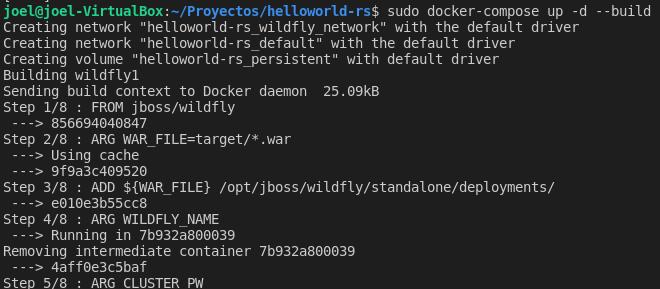 joel@joel-VirtualBox:~/Proyectos/helloworld-rs$ sudo docker-compose up -d --build
Creating network "helloworld-rs_wildfly_network" with the default driver
Creating network "helloworld-rs_default" with the default driver
Creating volume "helloworld-rs_persistent" with default driver
Building wildfly1
Sending build context to Docker daemon  25.09kB
Step 1/8 : FROM jboss/wildfly
 ---> 856694040847
Step 2/8 : ARG WAR_FILE=target/*.war
 ---> Using cache
 ---> 9f9a3c409520
Step 3/8 : ADD ${WAR_FILE} /opt/jboss/wildfly/standalone/deployments/
 ---> e010e3b55cc8
Step 4/8 : ARG WILDFLY_NAME
 ---> Running in 7b932a800039
Removing intermediate container 7b932a800039
 ---> 4aff0e3c5baf
Step 5/8 : ARG CLUSTER_PW